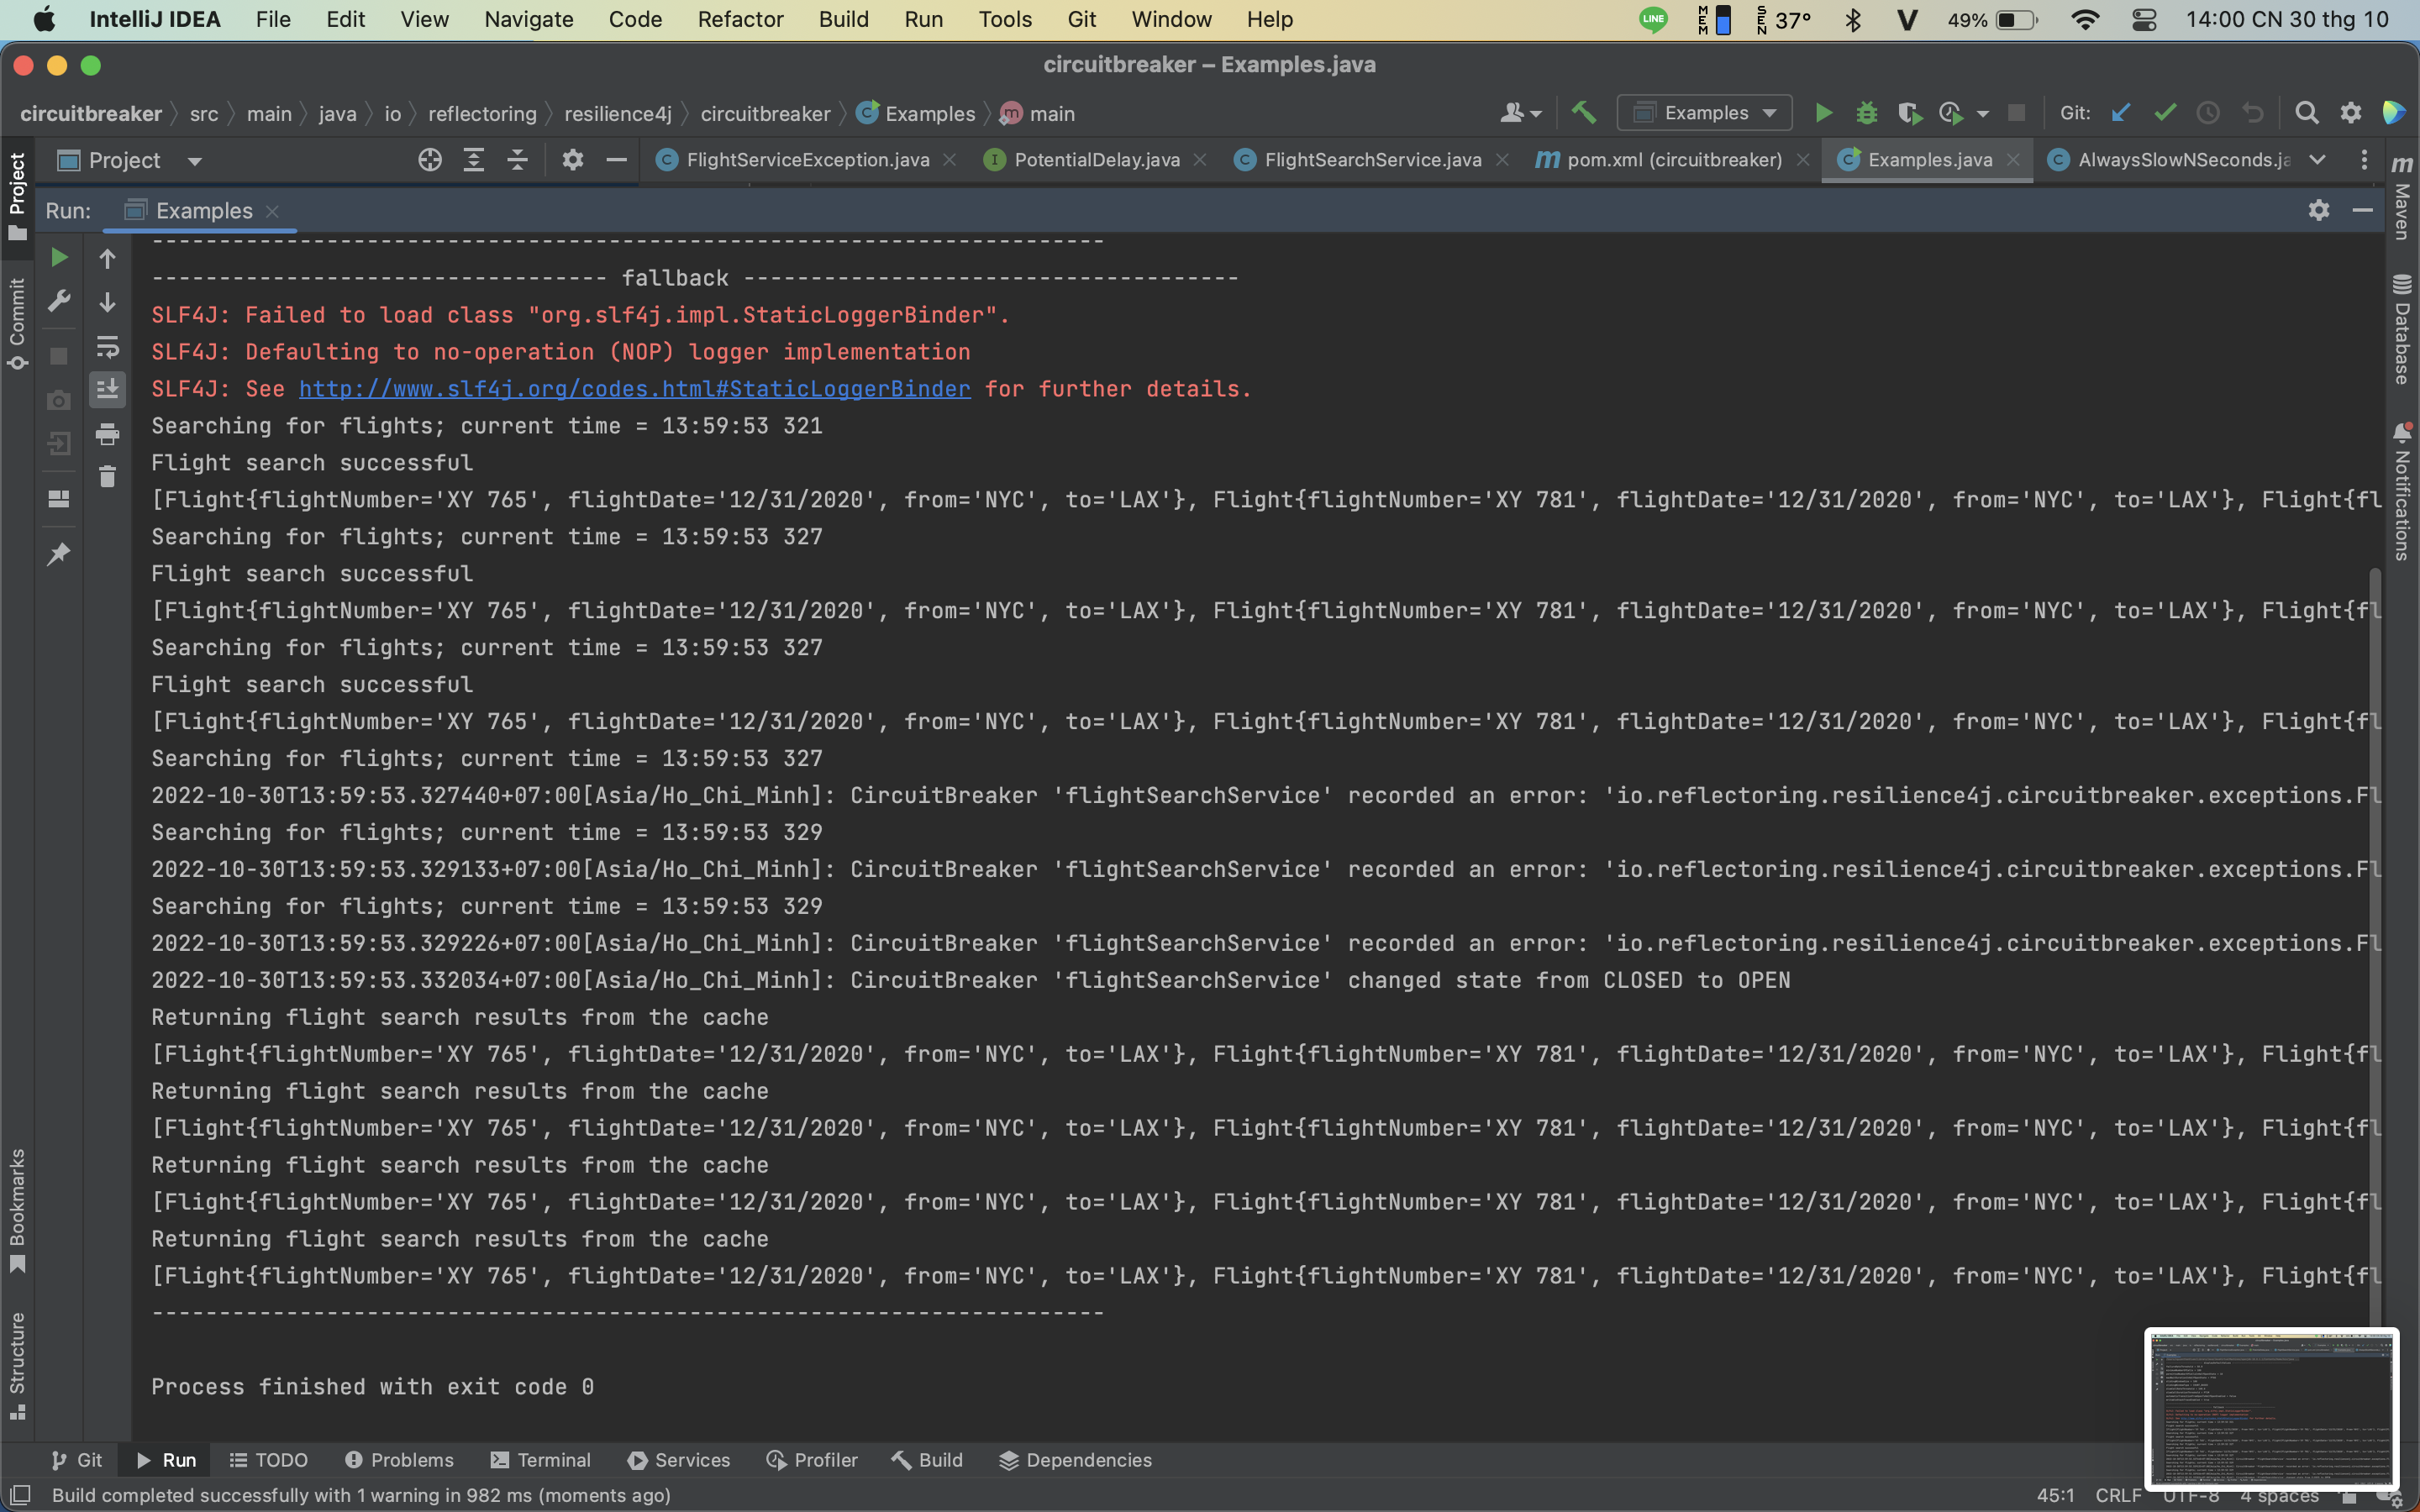 IntelliJ IDEA File Edit View Navigate Code Refactor Build Run Tools Git Window Help LINE MEM SEN 37° V 49% 14:00 CN 30 thg 10
circuitbreaker – Examples.java
circuitbreaker src main java io reflectoring resilience4j circuitbreaker Examples main Examples Git:
Project FlightServiceException.java PotentialDelay.java FlightSearchService.java pom.xml (circuitbreaker) Examples.java AlwaysSlowNSeconds.ja
Run: Examples
-----------------------------------------------------------------------
---------------------------------- fallback -------------------------------------
SLF4J: Failed to load class "org.slf4j.impl.StaticLoggerBinder".
SLF4J: Defaulting to no-operation (NOP) logger implementation
SLF4J: See http://www.slf4j.org/codes.html#StaticLoggerBinder for further details.
Searching for flights; current time = 13:59:53 321
Flight search successful
[Flight{flightNumber='XY 765', flightDate='12/31/2020', from='NYC', to='LAX'}, Flight{flightNumber='XY 781', flightDate='12/31/2020', from='NYC', to='LAX'}, Flight{fl
Searching for flights; current time = 13:59:53 327
Flight search successful
[Flight{flightNumber='XY 765', flightDate='12/31/2020', from='NYC', to='LAX'}, Flight{flightNumber='XY 781', flightDate='12/31/2020', from='NYC', to='LAX'}, Flight{fl
Searching for flights; current time = 13:59:53 327
Flight search successful
[Flight{flightNumber='XY 765', flightDate='12/31/2020', from='NYC', to='LAX'}, Flight{flightNumber='XY 781', flightDate='12/31/2020', from='NYC', to='LAX'}, Flight{fl
Searching for flights; current time = 13:59:53 327
2022-10-30T13:59:53.327440+07:00[Asia/Ho_Chi_Minh]: CircuitBreaker 'flightSearchService' recorded an error: 'io.reflectoring.resilience4j.circuitbreaker.exceptions.Fl
Searching for flights; current time = 13:59:53 329
2022-10-30T13:59:53.329133+07:00[Asia/Ho_Chi_Minh]: CircuitBreaker 'flightSearchService' recorded an error: 'io.reflectoring.resilience4j.circuitbreaker.exceptions.Fl
Searching for flights; current time = 13:59:53 329
2022-10-30T13:59:53.329226+07:00[Asia/Ho_Chi_Minh]: CircuitBreaker 'flightSearchService' recorded an error: 'io.reflectoring.resilience4j.circuitbreaker.exceptions.Fl
2022-10-30T13:59:53.332034+07:00[Asia/Ho_Chi_Minh]: CircuitBreaker 'flightSearchService' changed state from CLOSED to OPEN
Returning flight search results from the cache
[Flight{flightNumber='XY 765', flightDate='12/31/2020', from='NYC', to='LAX'}, Flight{flightNumber='XY 781', flightDate='12/31/2020', from='NYC', to='LAX'}, Flight{fl
Returning flight search results from the cache
[Flight{flightNumber='XY 765', flightDate='12/31/2020', from='NYC', to='LAX'}, Flight{flightNumber='XY 781', flightDate='12/31/2020', from='NYC', to='LAX'}, Flight{fl
Returning flight search results from the cache
[Flight{flightNumber='XY 765', flightDate='12/31/2020', from='NYC', to='LAX'}, Flight{flightNumber='XY 781', flightDate='12/31/2020', from='NYC', to='LAX'}, Flight{fl
Returning flight search results from the cache
[Flight{flightNumber='XY 765', flightDate='12/31/2020', from='NYC', to='LAX'}, Flight{flightNumber='XY 781', flightDate='12/31/2020', from='NYC', to='LAX'}, Flight{fl
-----------------------------------------------------------------------
Process finished with exit code 0
Project
Commit
Bookmarks
Structure
Maven
Database
Notifications
Git Run TODO Problems Terminal Services Profiler Build Dependencies
Build completed successfully with 1 warning in 982 ms (moments ago) 45:1 CRLF UTF-8 4 spaces